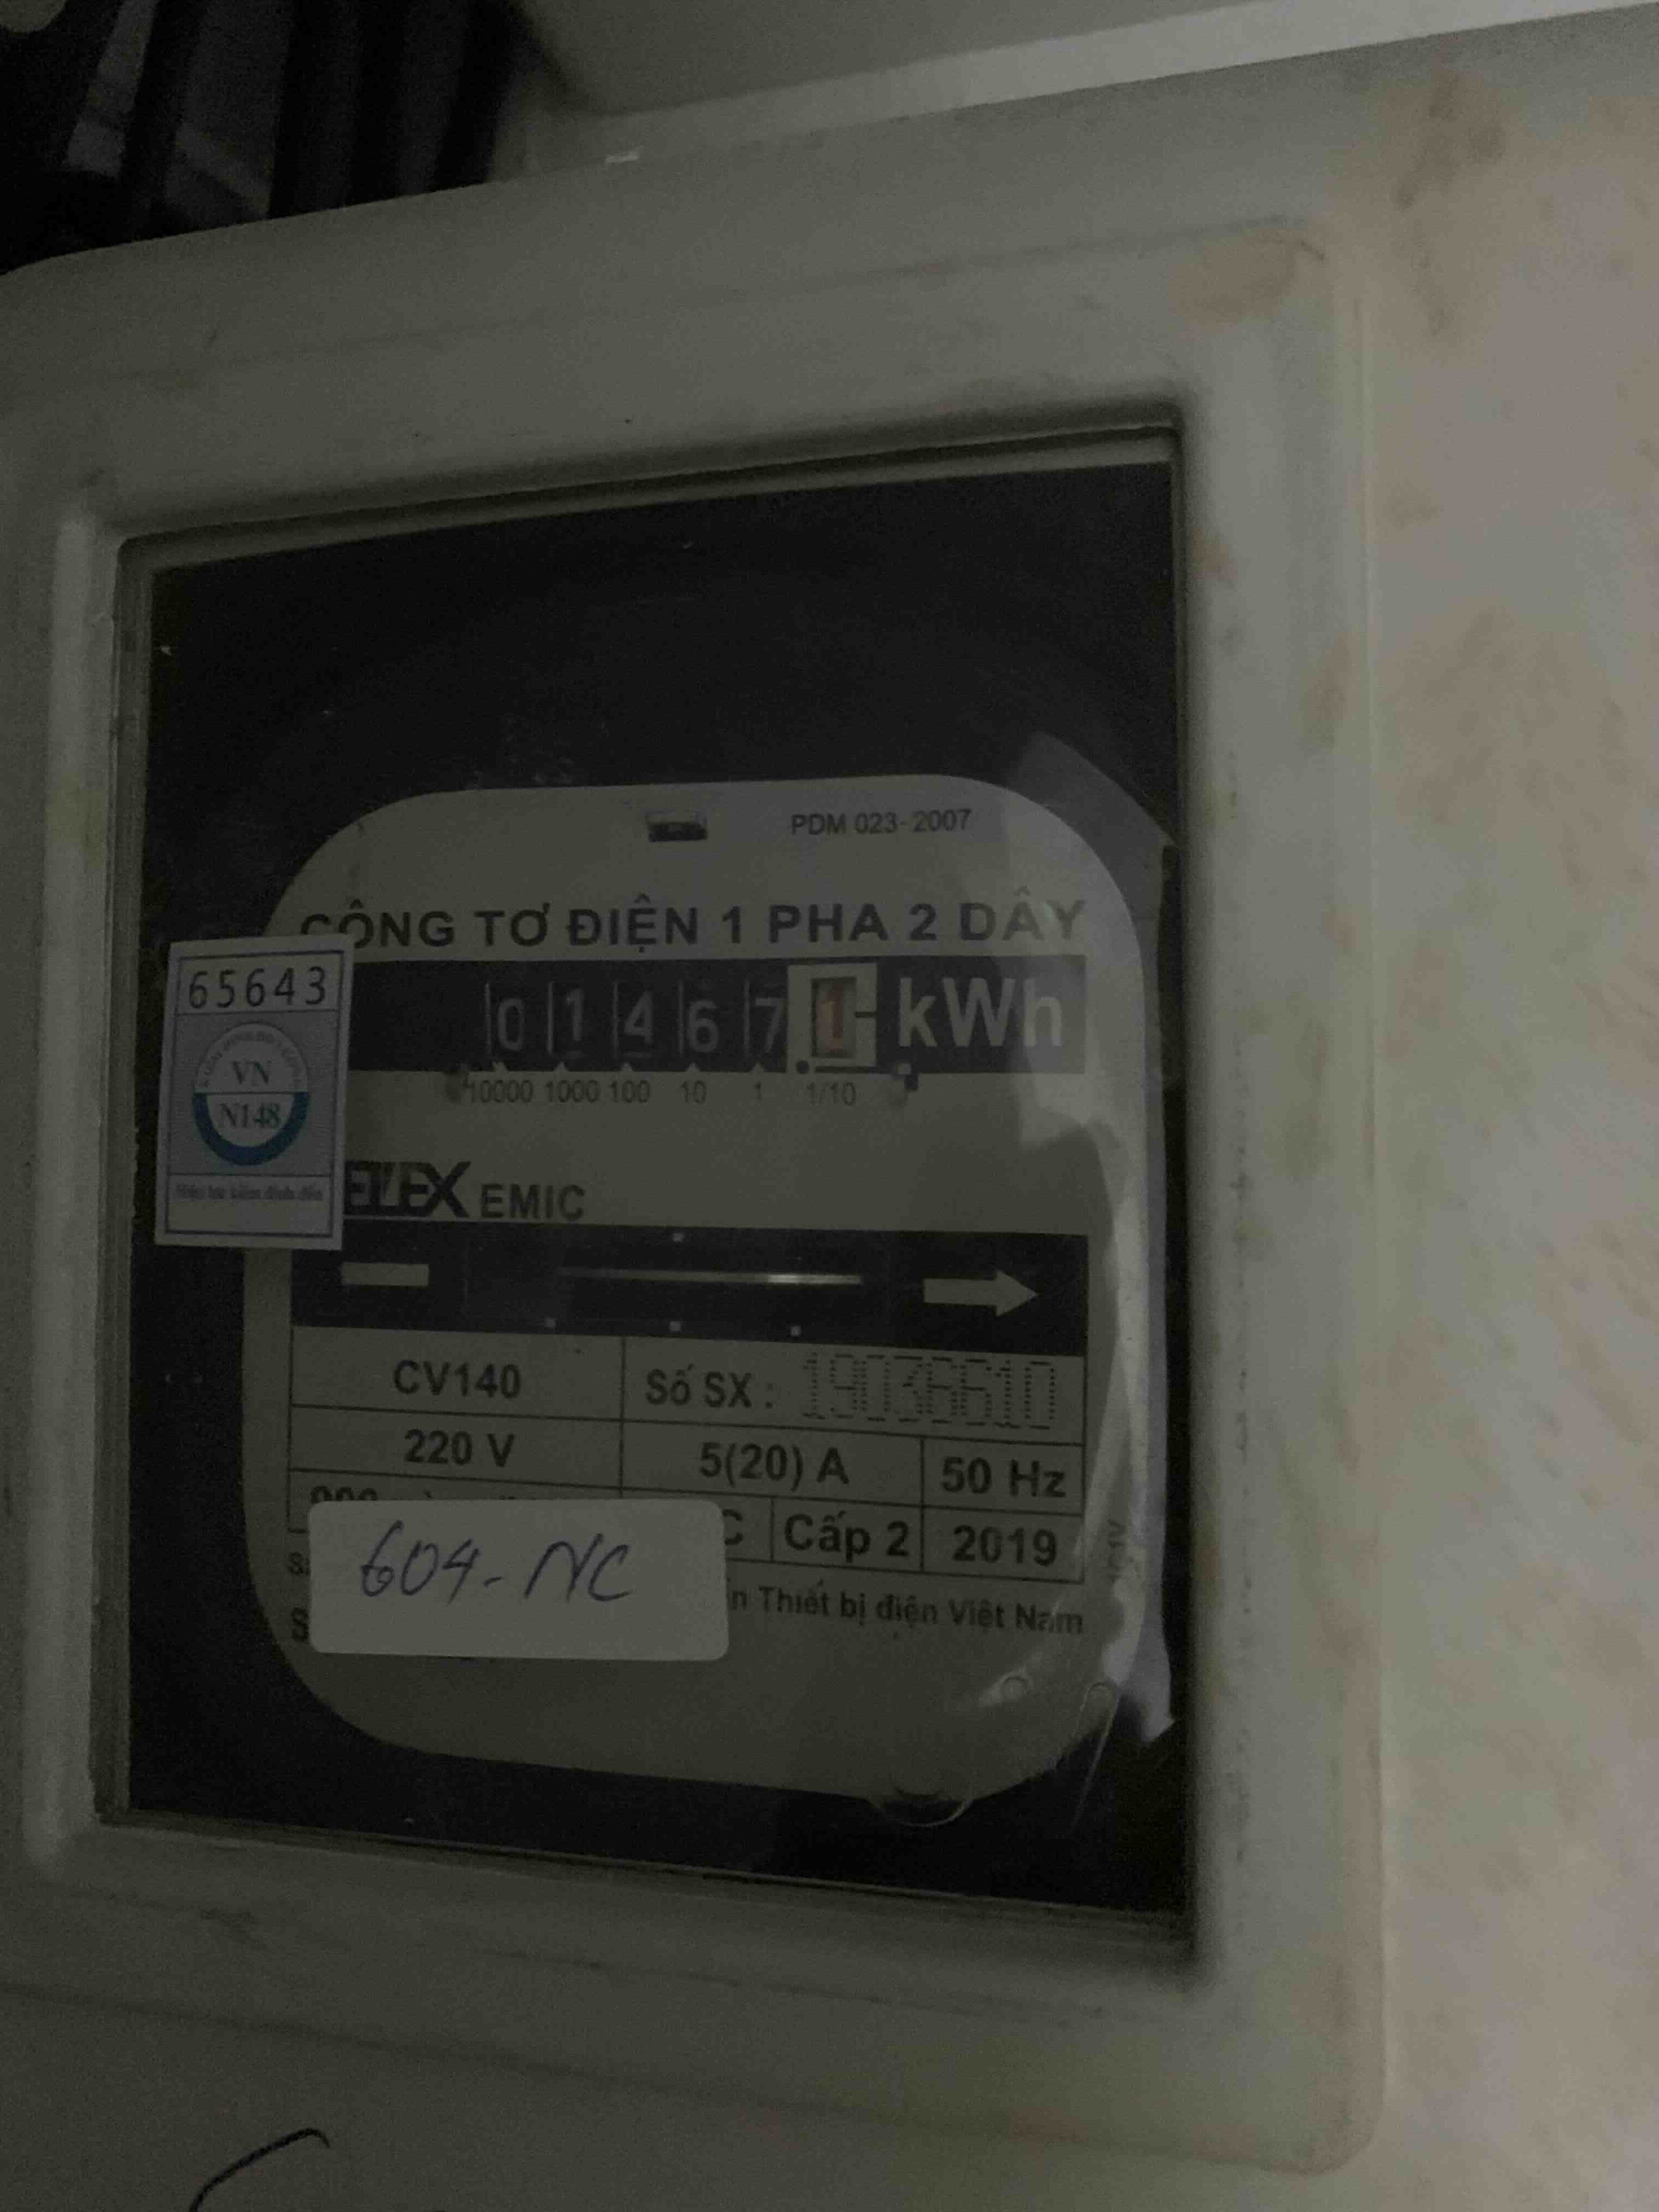 PDM 023-2007
CÔNG TƠ ĐIỆN 1 PHA 2 DÂY
65643
0 1 4 6 7 1 kWh
10000 1000 100 10 1 1/10
VN
N148
ELEX EMIC
CV140 Số SX : 19036610
220 V 5(20) A 50 Hz
C Cấp 2 2019
604-NC
Thiết bị điện Việt Nam